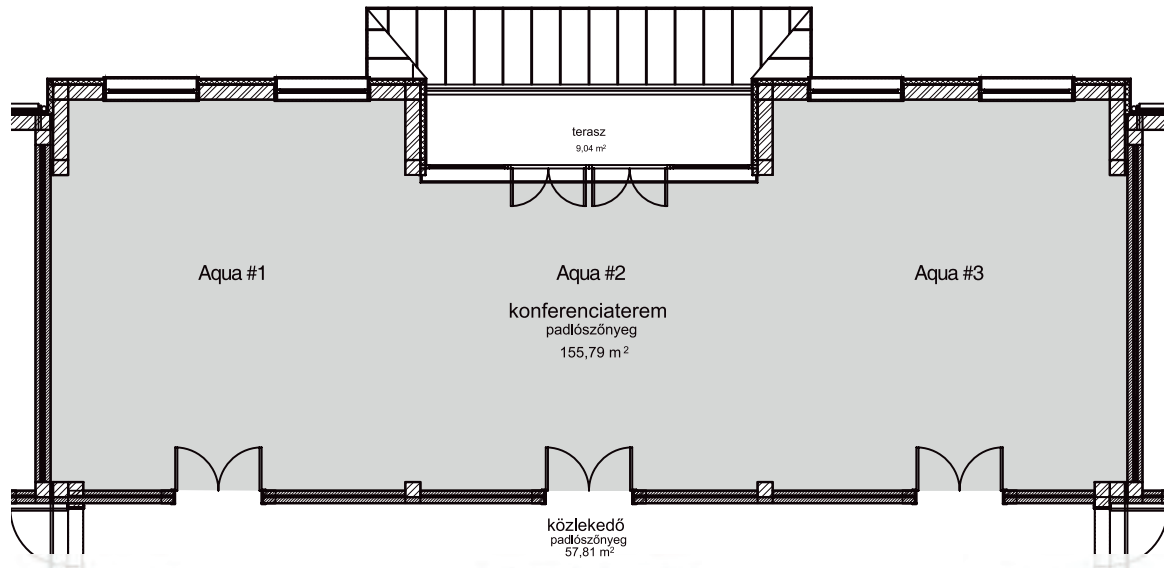 terasz
9,04 m²
Aqua #1
Aqua #2
Aqua #3
konferenciaterem
padlószőnyeg
155,79 m²
közlekedő
padlószőnyeg
57,81 m²